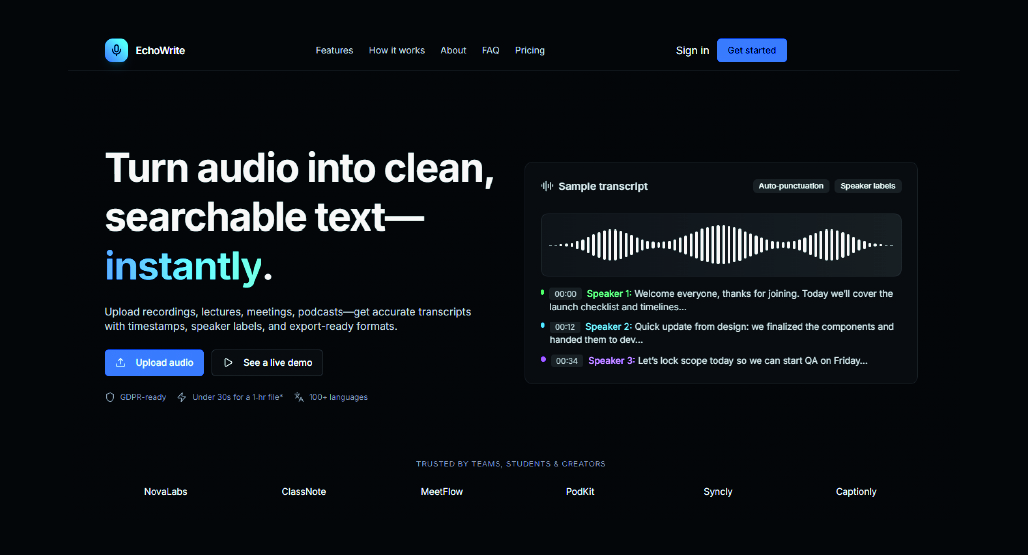 EchoWrite
Features How it works About FAQ Pricing
Sign in Get started
Turn audio into clean,
searchable text—
instantly.
Upload recordings, lectures, meetings, podcasts—get accurate transcripts
with timestamps, speaker labels, and export-ready formats.
Upload audio See a live demo
GDPR-ready Under 30s for a 1-hr file* 100+ languages
Sample transcript Auto-punctuation Speaker labels
00:00 Speaker 1: Welcome everyone, thanks for joining. Today we'll cover the
launch checklist and timelines...
00:12 Speaker 2: Quick update from design: we finalized the components and
handed them to dev...
00:34 Speaker 3: Let's lock scope today so we can start QA on Friday...
TRUSTED BY TEAMS, STUDENTS & CREATORS
NovaLabs ClassNote MeetFlow PodKit Syncly Captionly